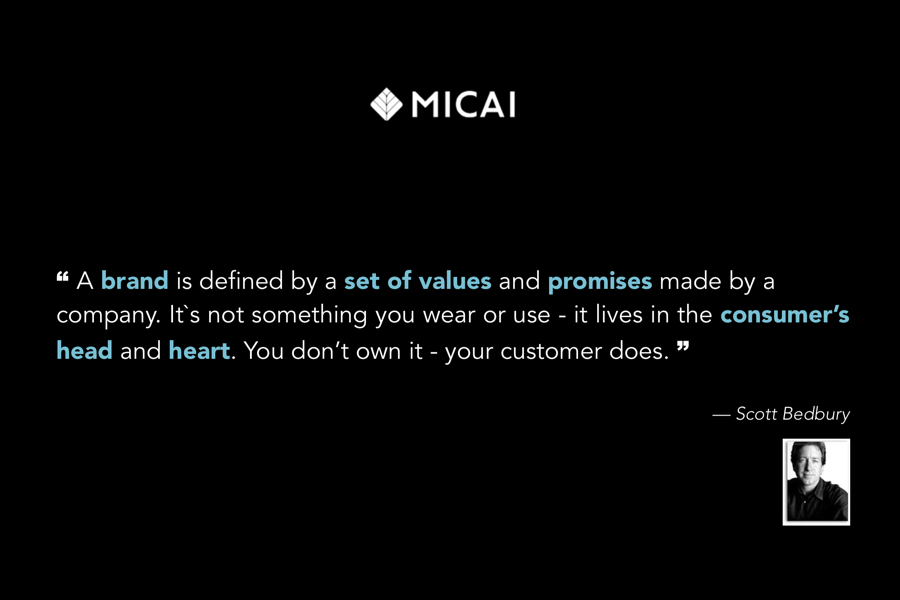 MICAI
❝ A brand is defined by a set of values and promises made by a
company. It`s not something you wear or use - it lives in the consumer’s
head and heart. You don’t own it - your customer does. ❞
— Scott Bedbury